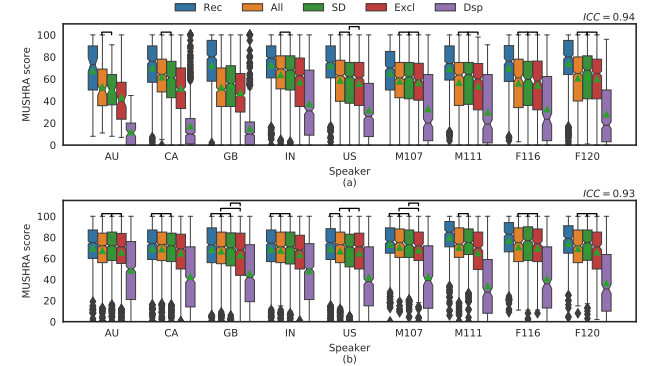 Rec All SD Excl Dsp
ICC = 0.94
MUSHRA score
100
80
60
40
20
0
AU CA GB IN US M107 M111 F116 F120
Speaker
(a)
ICC = 0.93
MUSHRA score
100
80
60
40
20
0
AU CA GB IN US M107 M111 F116 F120
Speaker
(b)